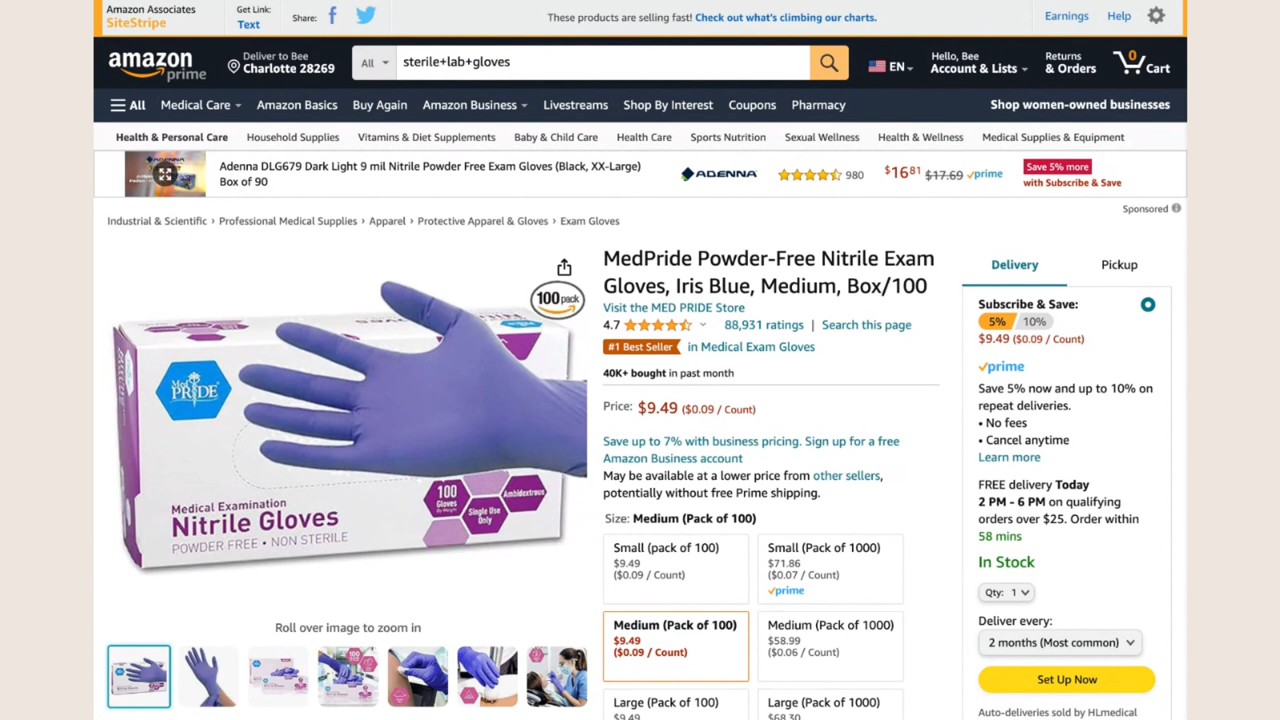 Amazon Associates
SiteStripe
Get Link:
Text
Share:
These products are selling fast! Check out what's climbing our charts.
Earnings
Help
amazon
prime
Deliver to Bee
Charlotte 28269
All
sterile+lab+gloves
EN
Hello, Bee
Account & Lists
Returns
& Orders
0
Cart
All
Medical Care
Amazon Basics
Buy Again
Amazon Business
Livestreams
Shop By Interest
Coupons
Pharmacy
Shop women-owned businesses
Health & Personal Care
Household Supplies
Vitamins & Diet Supplements
Baby & Child Care
Health Care
Sports Nutrition
Sexual Wellness
Health & Wellness
Medical Supplies & Equipment
Adenna DLG679 Dark Light 9 mil Nitrile Powder Free Exam Gloves (Black, XX-Large)
Box of 90
ADENNA
980
$1681 $17.69 prime
Save 5% more
with Subscribe & Save
Sponsored
Industrial & Scientific › Professional Medical Supplies › Apparel › Protective Apparel & Gloves › Exam Gloves
100 pack
Med
PRIDE
100
Gloves
By Weight
Single Use
Only
Ambidextrous
Medical Examination
Nitrile Gloves
POWDER FREE • NON STERILE
Roll over image to zoom in
MedPride Powder-Free Nitrile Exam
Gloves, Iris Blue, Medium, Box/100
Visit the MED PRIDE Store
4.7
88,931 ratings | Search this page
#1 Best Seller in Medical Exam Gloves
40K+ bought in past month
Price: $9.49 ($0.09 / Count)
Save up to 7% with business pricing. Sign up for a free
Amazon Business account
May be available at a lower price from other sellers,
potentially without free Prime shipping.
Size: Medium (Pack of 100)
Small (pack of 100)
$9.49
($0.09 / Count)
Small (Pack of 1000)
$71.86
($0.07 / Count)
prime
Medium (Pack of 100)
$9.49
($0.09 / Count)
Medium (Pack of 1000)
$58.99
($0.06 / Count)
Large (Pack of 100)
$9.49
Large (Pack of 1000)
$68.30
Delivery
Pickup
Subscribe & Save:
5% 10%
$9.49 ($0.09 / Count)
prime
Save 5% now and up to 10% on
repeat deliveries.
• No fees
• Cancel anytime
Learn more
FREE delivery Today
2 PM - 6 PM on qualifying
orders over $25. Order within
58 mins
In Stock
Qty: 1
Deliver every:
2 months (Most common)
Set Up Now
Auto-deliveries sold by HLmedical